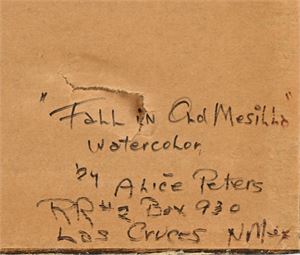 "Fall in Old Mesilla"
Watercolor
by Alice Peters
RR #2 Box 930
Las Cruces N Mex